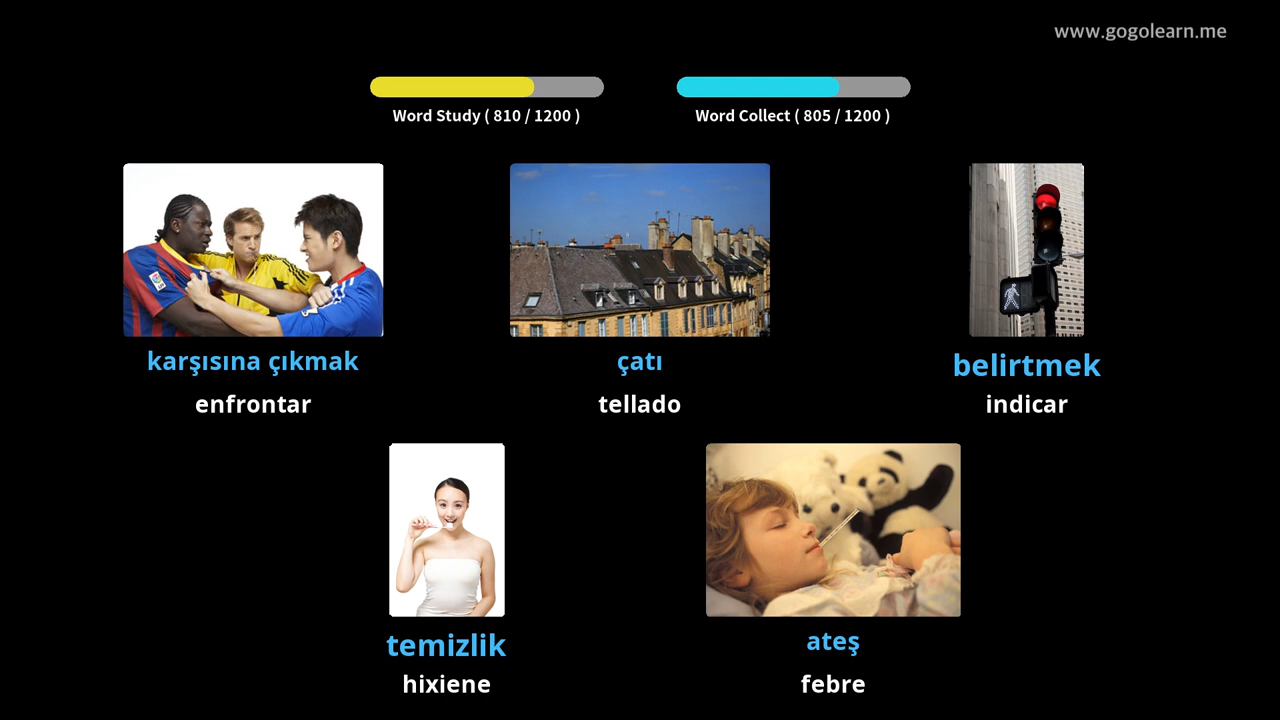 www.gogolearn.me
Word Study ( 810 / 1200 )
Word Collect ( 805 / 1200 )
karşısına çıkmak
enfrontar
çatı
tellado
belirtmek
indicar
temizlik
hixiene
ateş
febre